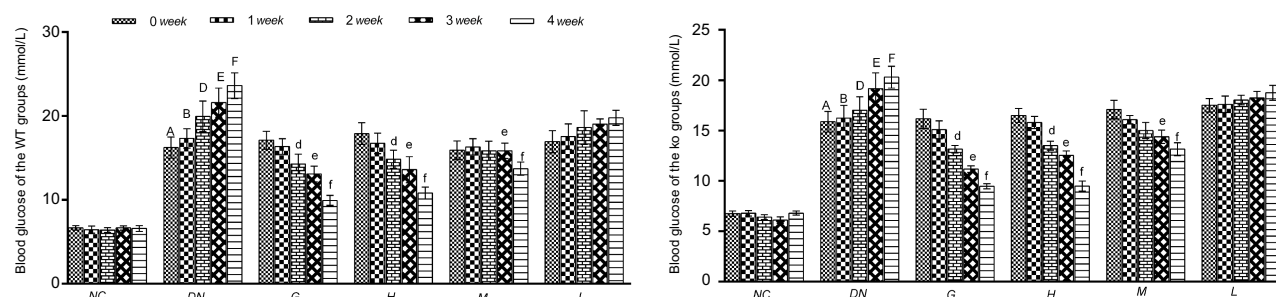 0 week 1 week 2 week 3 week 4 week
Blood glucose of the WT groups (mmol/L)
30
20
10
0
A B D E F
d e f
d e f
e f
NC DN G H M L
Blood glucose of the ko groups (mmol/L)
25
20
15
10
5
0
A B D E F
d e f
d e f
e f
NC DN G H M L